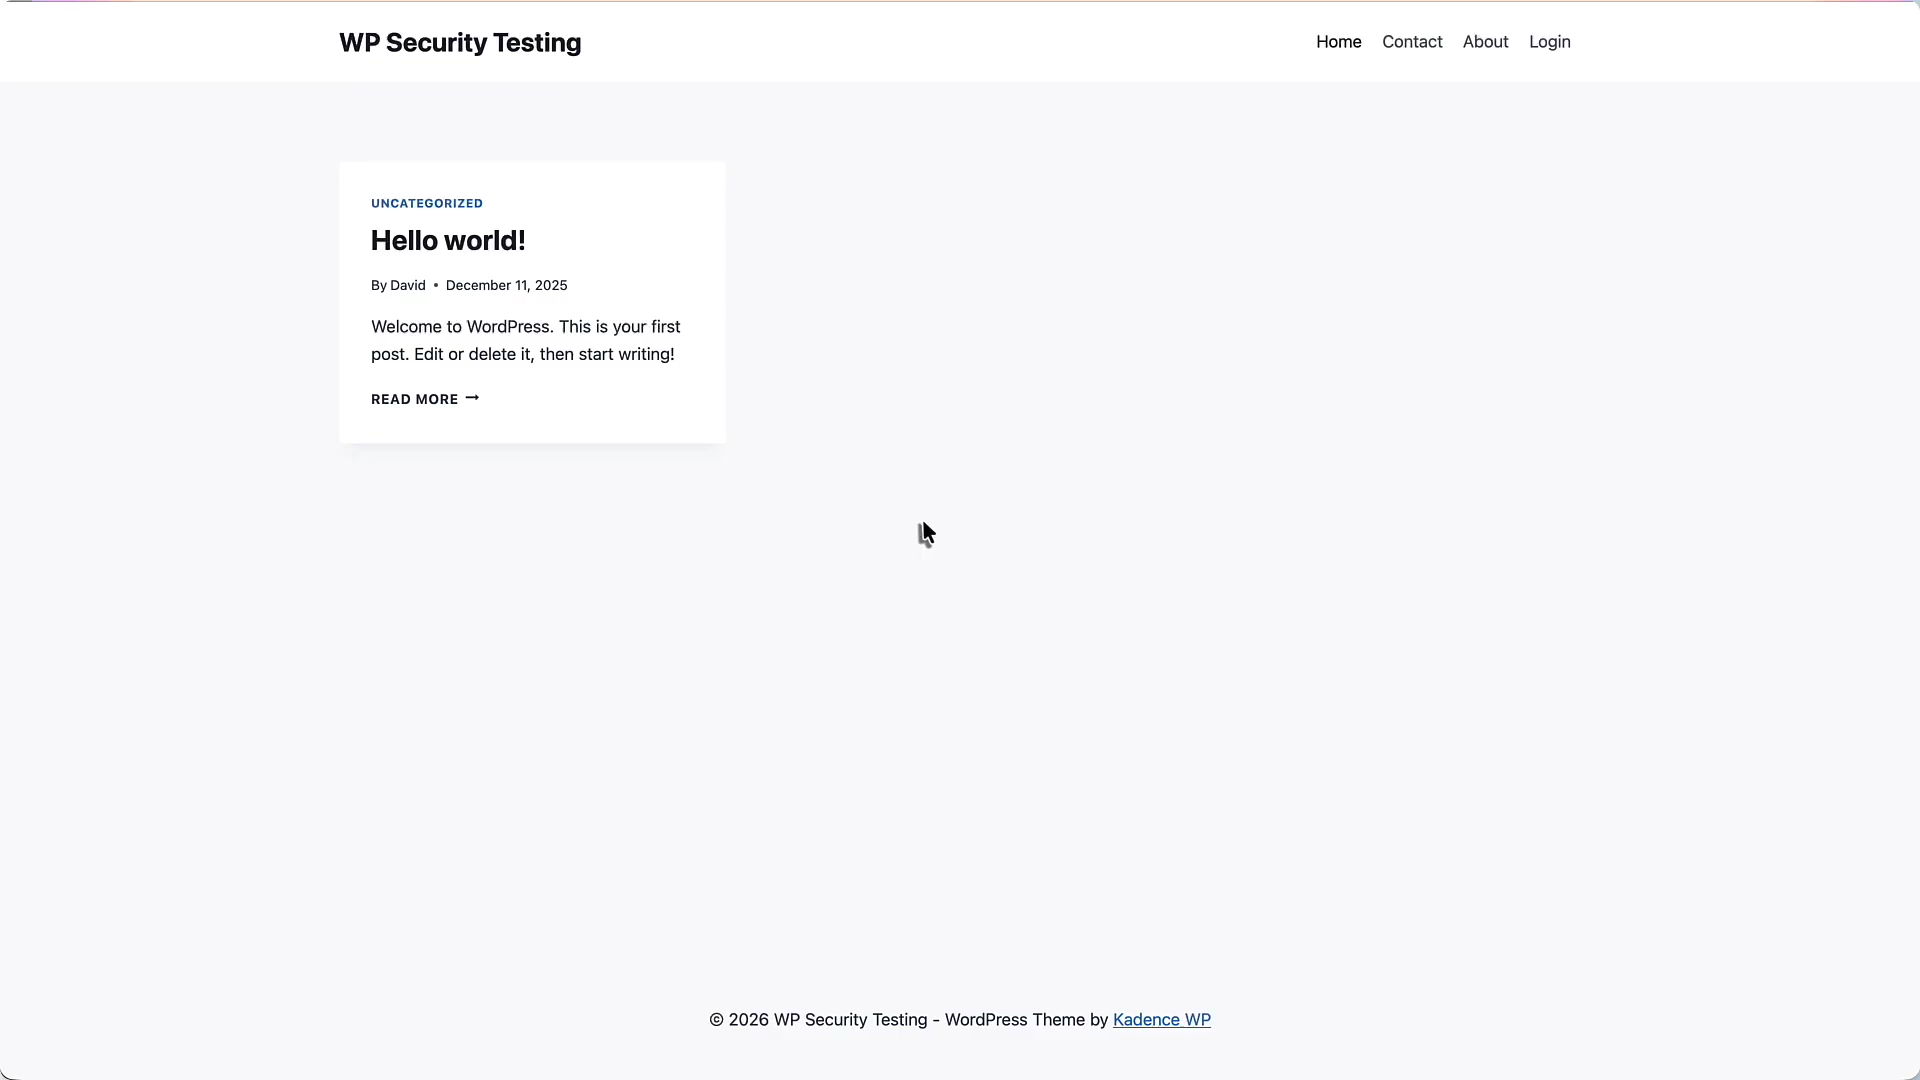 WP Security Testing
Home Contact About Login
UNCATEGORIZED
Hello world!
By David • December 11, 2025
Welcome to WordPress. This is your first
post. Edit or delete it, then start writing!
READ MORE →
© 2026 WP Security Testing - WordPress Theme by Kadence WP